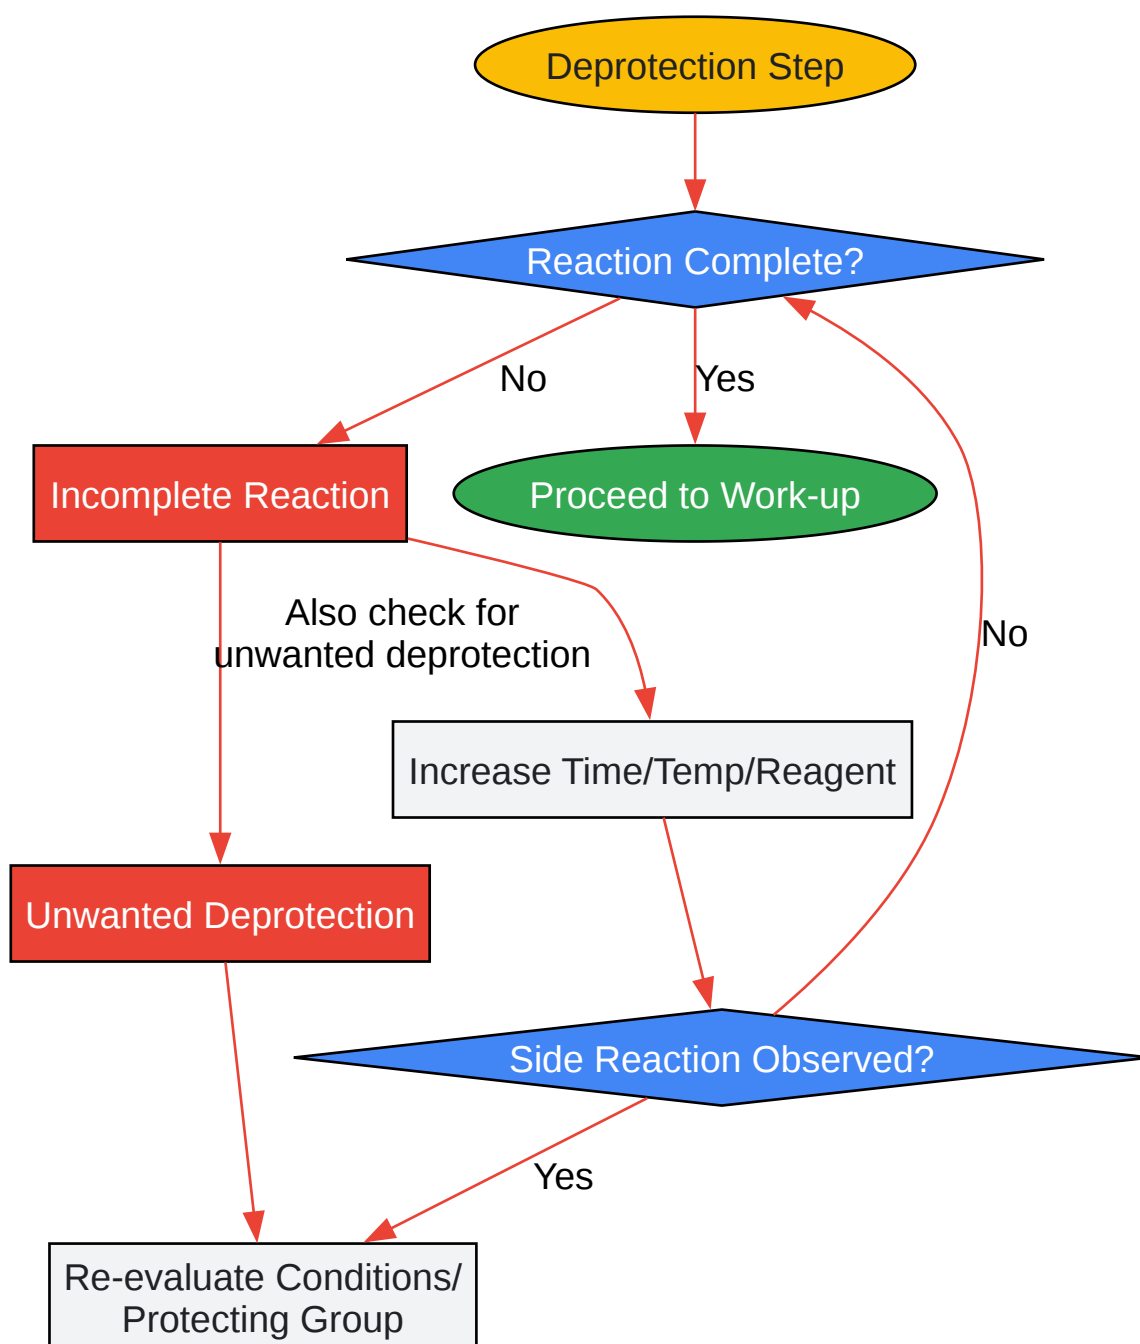 Deprotection Step
Reaction Complete?
No
Yes
Incomplete Reaction
Proceed to Work-up
Also check for
unwanted deprotection
No
Increase Time/Temp/Reagent
Unwanted Deprotection
Side Reaction Observed?
Yes
Re-evaluate Conditions/
Protecting Group